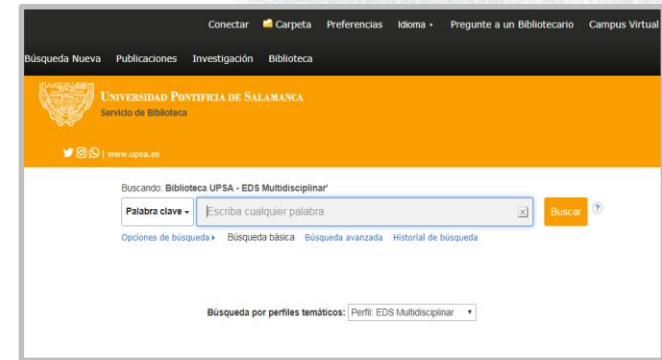 Conectar Carpeta Preferencias Idioma Pregunte a un Bibliotecario Campus Virtual
Búsqueda Nueva Publicaciones Investigación Biblioteca
UNIVERSIDAD PONTIFICIA DE SALAMANCA
Servicio de Biblioteca
| www.upsa.es
Buscando: Biblioteca UPSA - EDS Multidisciplinar'
Palabra clave Escriba cualquier palabra x Buscar ?
Opciones de búsqueda Búsqueda básica Búsqueda avanzada Historial de búsqueda
Búsqueda por perfiles temáticos: Perfil: EDS Multidisciplinar